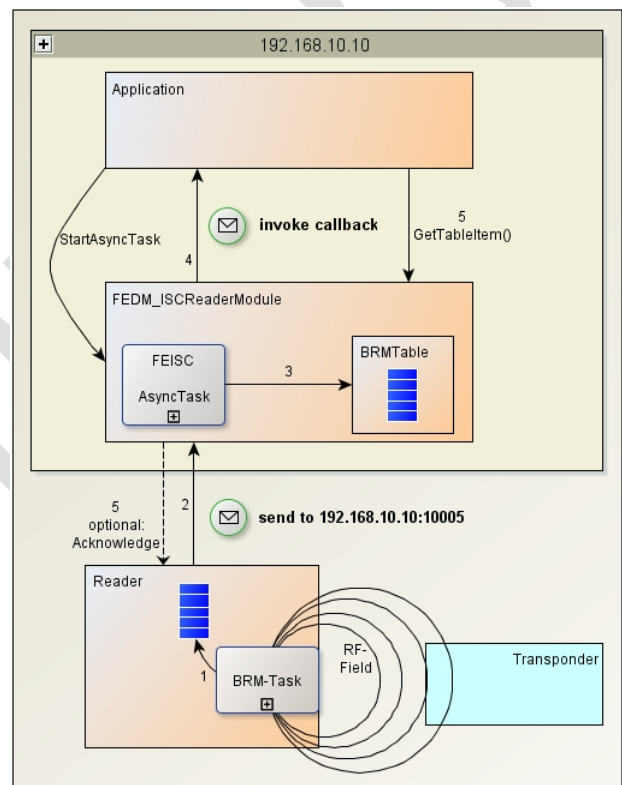 192.168.10.10
Application
StartAsyncTask
4
invoke callback
5
GetTableItem()
FEDM_ISCReaderModule
FEISC
AsyncTask
3
BRMTable
5
optional:
Acknowledge
2
send to 192.168.10.10:10005
Reader
1
BRM-Task
RF-
Field
Transponder